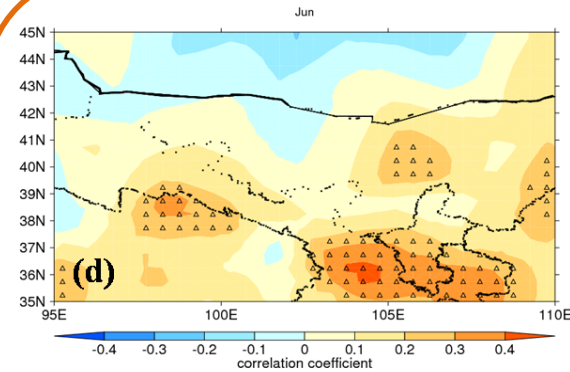 Jun
45N
44N
43N
42N
41N
40N
39N
38N
37N
36N
35N
(d)
95E 100E 105E 110E
-0.4 -0.3 -0.2 -0.1 0 0.1 0.2 0.3 0.4
correlation coefficient